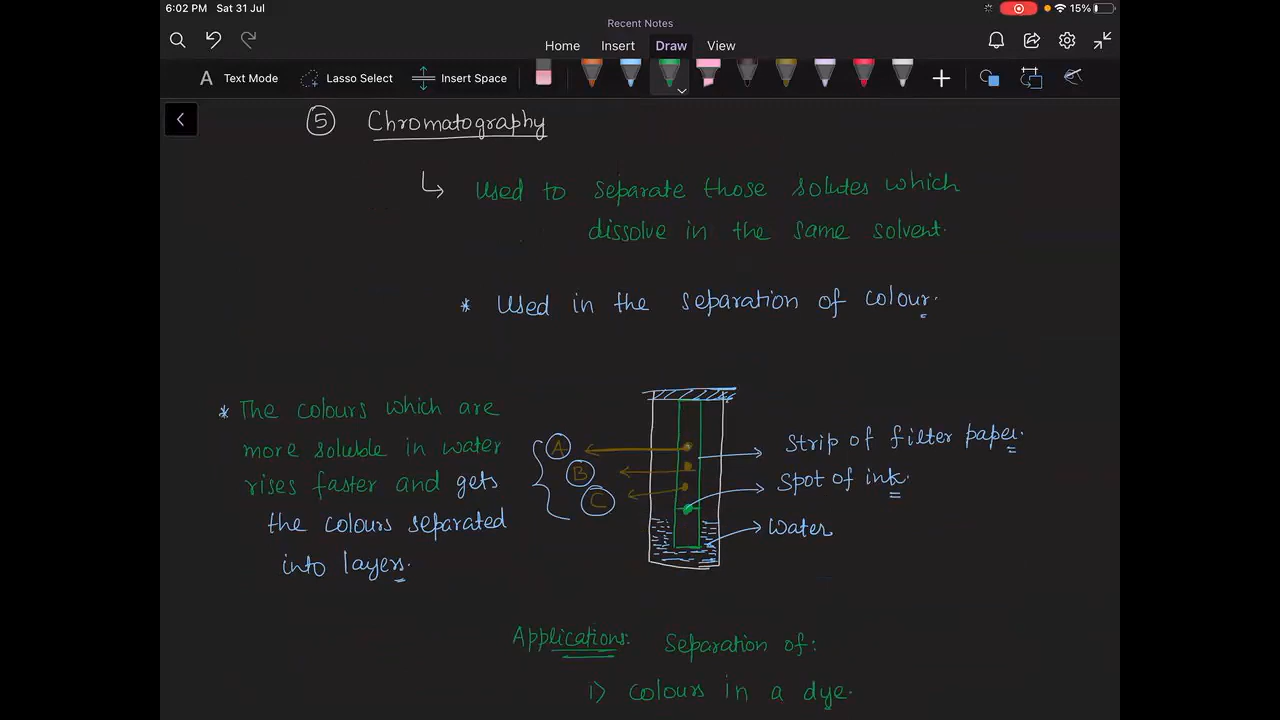 6:02 PM Sat 31 Jul
15%
Recent Notes
Home Insert Draw View
A Text Mode Lasso Select Insert Space
5 Chromatography
Used to separate those solutes which
dissolve in the same solvent.
* Used in the separation of colour.
* The colours which are
more soluble in water
rises faster and gets
the colours separated
into layers.
A
B
C
Strip of filter paper.
Spot of ink.
Water
Applications: Separation of:
1) colours in a dye.